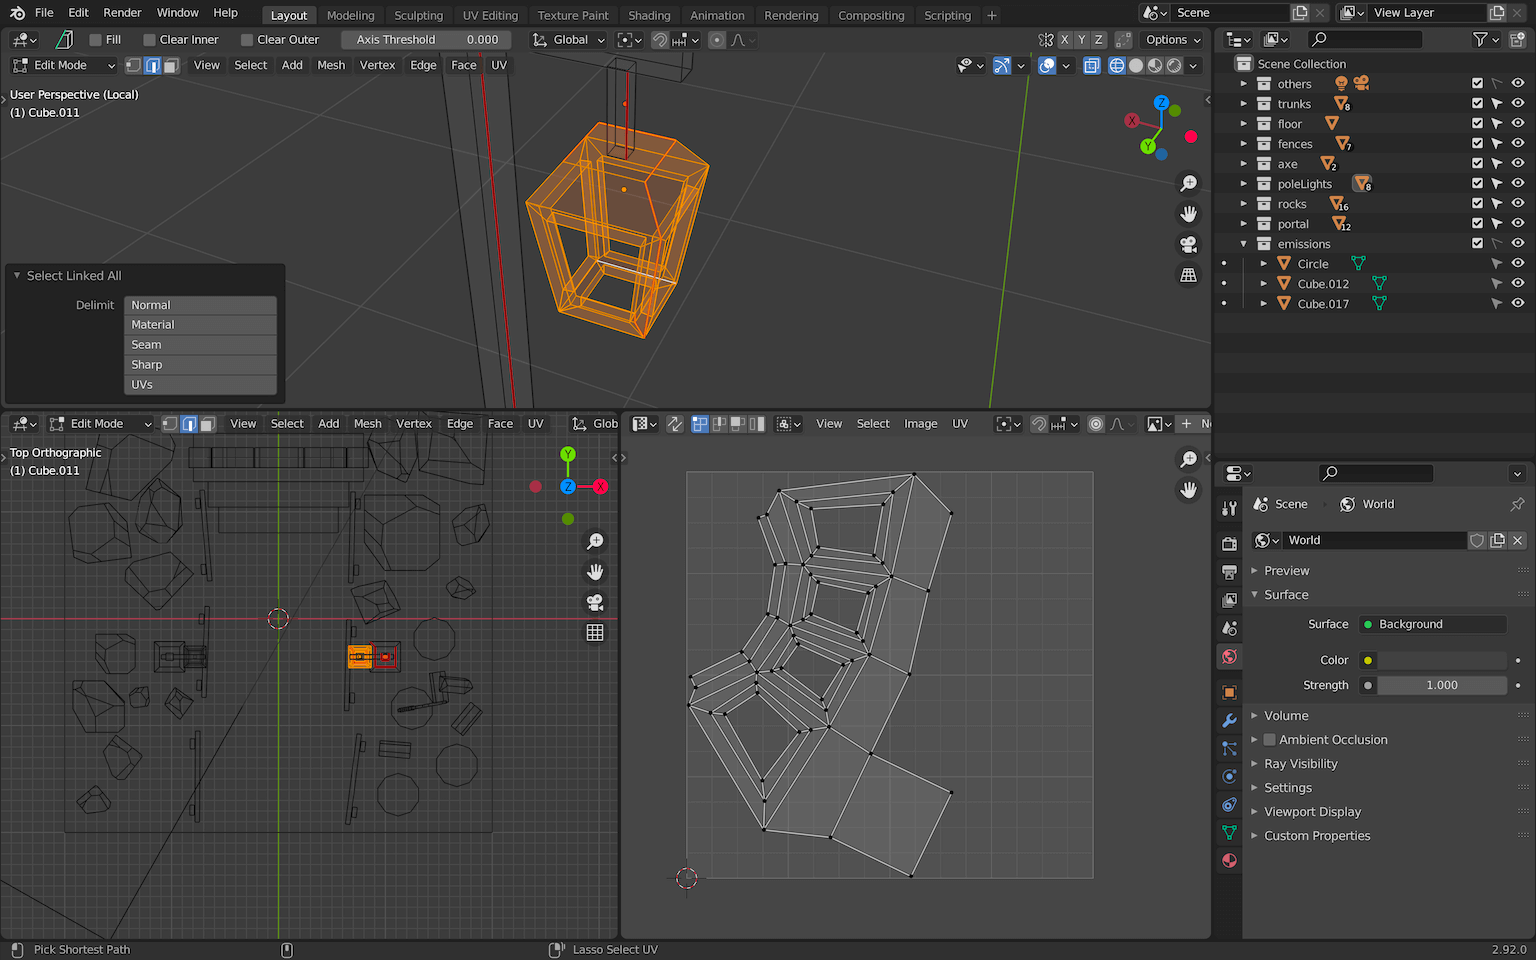 File Edit Render Window Help Layout Modeling Sculpting UV Editing Texture Paint Shading Animation Rendering Compositing Scripting + Scene View Layer
Fill Clear Inner Clear Outer Axis Threshold 0.000 Global X Y Z Options
Edit Mode View Select Add Mesh Vertex Edge Face UV
User Perspective (Local)
(1) Cube.011
Z
X
Y
Select Linked All
Delimit Normal
Material
Seam
Sharp
UVs
Scene Collection
others
trunks 8
floor
fences 7
axe 2
poleLights 8
rocks 16
portal 12
emissions
Circle
Cube.012
Cube.017
Edit Mode View Select Add Mesh Vertex Edge Face UV Glob
Top Orthographic
(1) Cube.011
Y
Z X
View Select Image UV + N
Scene World
World
Preview
Surface
Surface Background
Color
Strength 1.000
Volume
Ambient Occlusion
Ray Visibility
Settings
Viewport Display
Custom Properties
Pick Shortest Path Lasso Select UV 2.92.0